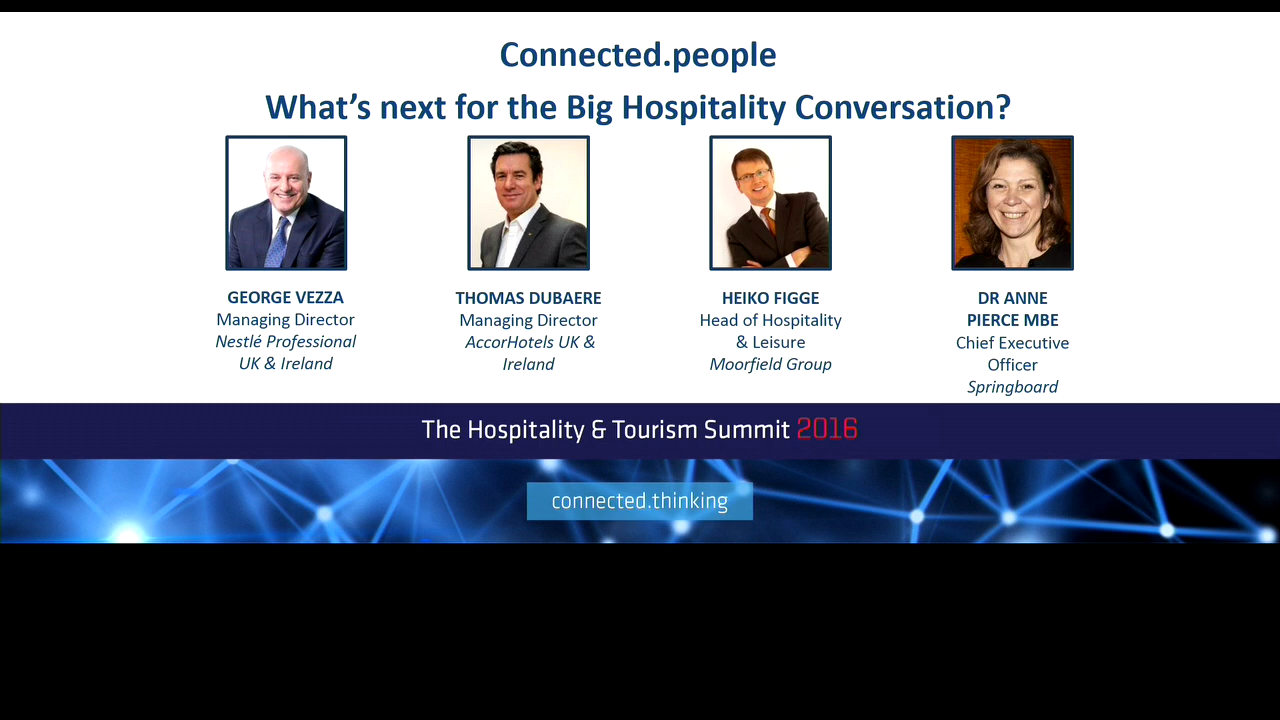 Connected.people
What's next for the Big Hospitality Conversation?
GEORGE VEZZA
Managing Director
Nestlé Professional
UK & Ireland
THOMAS DUBAERE
Managing Director
AccorHotels UK &
Ireland
HEIKO FIGGE
Head of Hospitality
& Leisure
Moorfield Group
DR ANNE
PIERCE MBE
Chief Executive
Officer
Springboard
The Hospitality & Tourism Summit 2016
connected.thinking